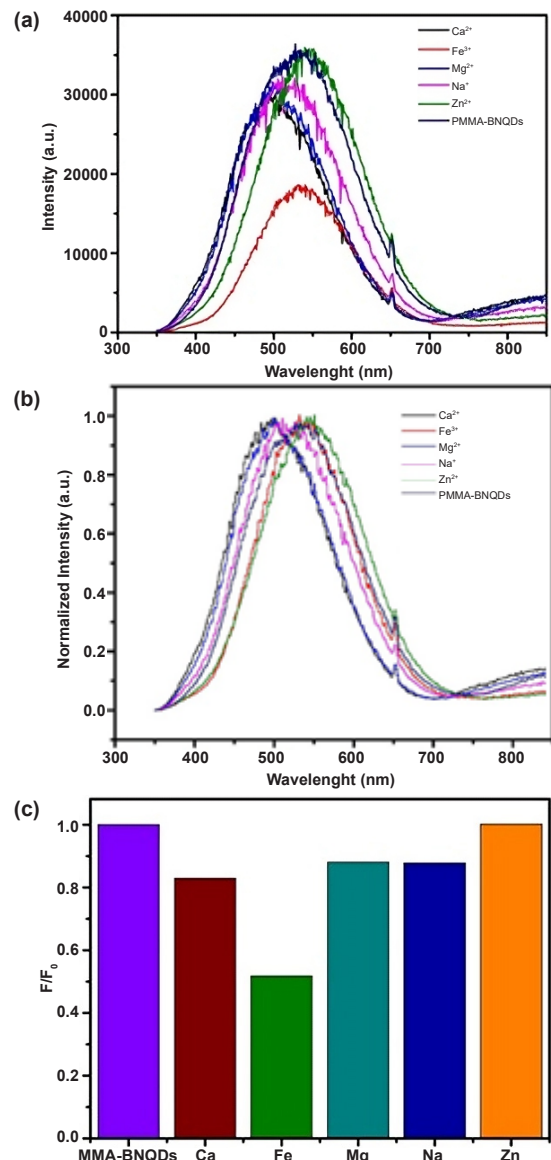 (a)
40000
30000
20000
10000
0
Intensity (a.u.)
Ca²⁺
Fe³⁺
Mg²⁺
Na⁺
Zn²⁺
PMMA-BNQDs
300 400 500 600 700 800
Wavelenght (nm)
(b)
1.0
0.8
0.6
0.4
0.2
0.0
Normalized Intensity (a.u.)
Ca²⁺
Fe³⁺
Mg²⁺
Na⁺
Zn²⁺
PMMA-BNQDs
300 400 500 600 700 800
Wavelenght (nm)
(c)
1.0
0.8
0.6
0.4
0.2
0.0
F/F₀
MMA-BNQDs Ca Fe Mg Na Zn